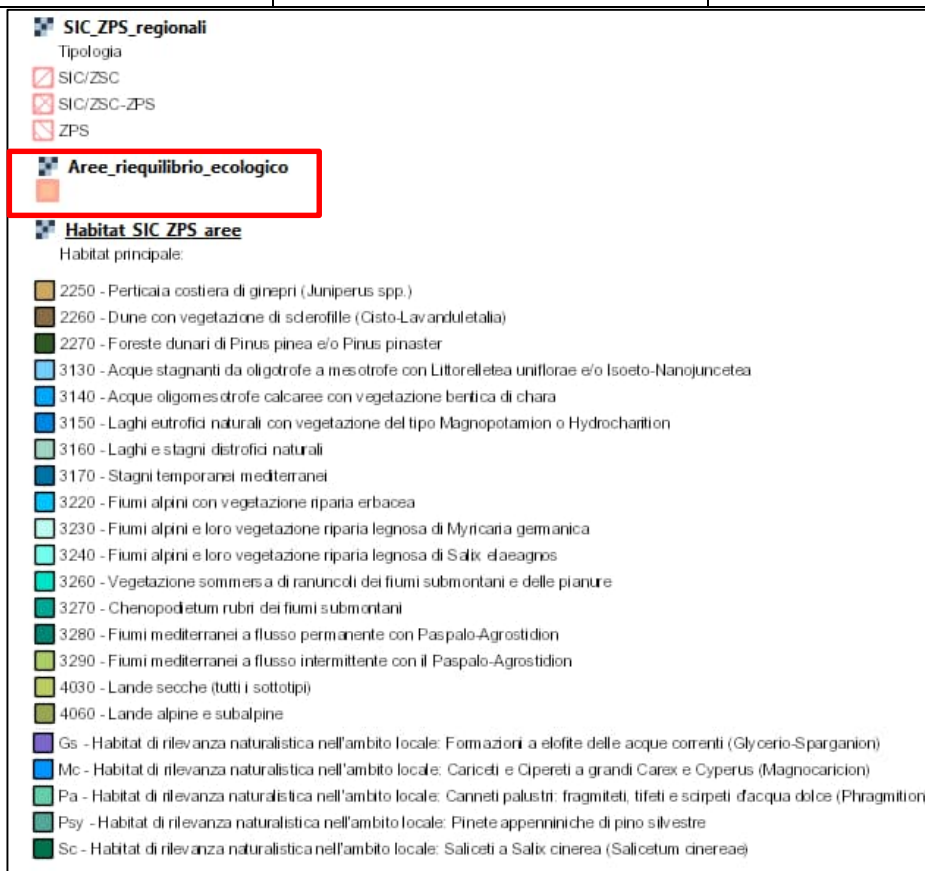 SIC_ZPS_regionali
Tipologia
SIC/ZSC
SIC/ZSC-ZPS
ZPS
Aree_riequilibrio_ecologico
Habitat_SIC_ZPS_aree
Habitat principale:
2250 - Perticaia costiera di ginepri (Juniperus spp.)
2260 - Dune con vegetazione di sclerofille (Cisto-Lavanduletalia)
2270 - Foreste dunari di Pinus pinea e/o Pinus pinaster
3130 - Acque stagnanti da oligotrofe a mesotrofe con Littorelletea uniflorae e/o Isoeto-Nanojuncetea
3140 - Acque oligomesotrofe calcaree con vegetazione bentica di chara
3150 - Laghi eutrofici naturali con vegetazione del tipo Magnopotamion o Hydrocharition
3160 - Laghi e stagni distrofici naturali
3170 - Stagni temporanei mediterranei
3220 - Fiumi alpini con vegetazione riparia erbacea
3230 - Fiumi alpini e loro vegetazione riparia legnosa di Myricaria germanica
3240 - Fiumi alpini e loro vegetazione riparia legnosa di Salix elaeagnos
3260 - Vegetazione sommersa di ranuncoli dei fiumi submontani e delle pianure
3270 - Chenopodietum rubri dei fiumi submontani
3280 - Fiumi mediterranei a flusso permanente con Paspalo-Agrostidion
3290 - Fiumi mediterranei a flusso intermittente con il Paspalo-Agrostidion
4030 - Lande secche (tutti i sottotipi)
4060 - Lande alpine e subalpine
Gs - Habitat di rilevanza naturalistica nell'ambito locale: Formazioni a elofite delle acque correnti (Glycerio-Sparganion)
Mc - Habitat di rilevanza naturalistica nell'ambito locale: Cariceti e Cipereti a grandi Carex e Cyperus (Magnocaricion)
Pa - Habitat di rilevanza naturalistica nell'ambito locale: Canneti palustri: fragmiteti, tifeti e scirpeti d'acqua dolce (Phragmition
Psy - Habitat di rilevanza naturalistica nell'ambito locale: Pinete appenniniche di pino silvestre
Sc - Habitat di rilevanza naturalistica nell'ambito locale: Saliceti a Salix cinerea (Salicetum cinereae)